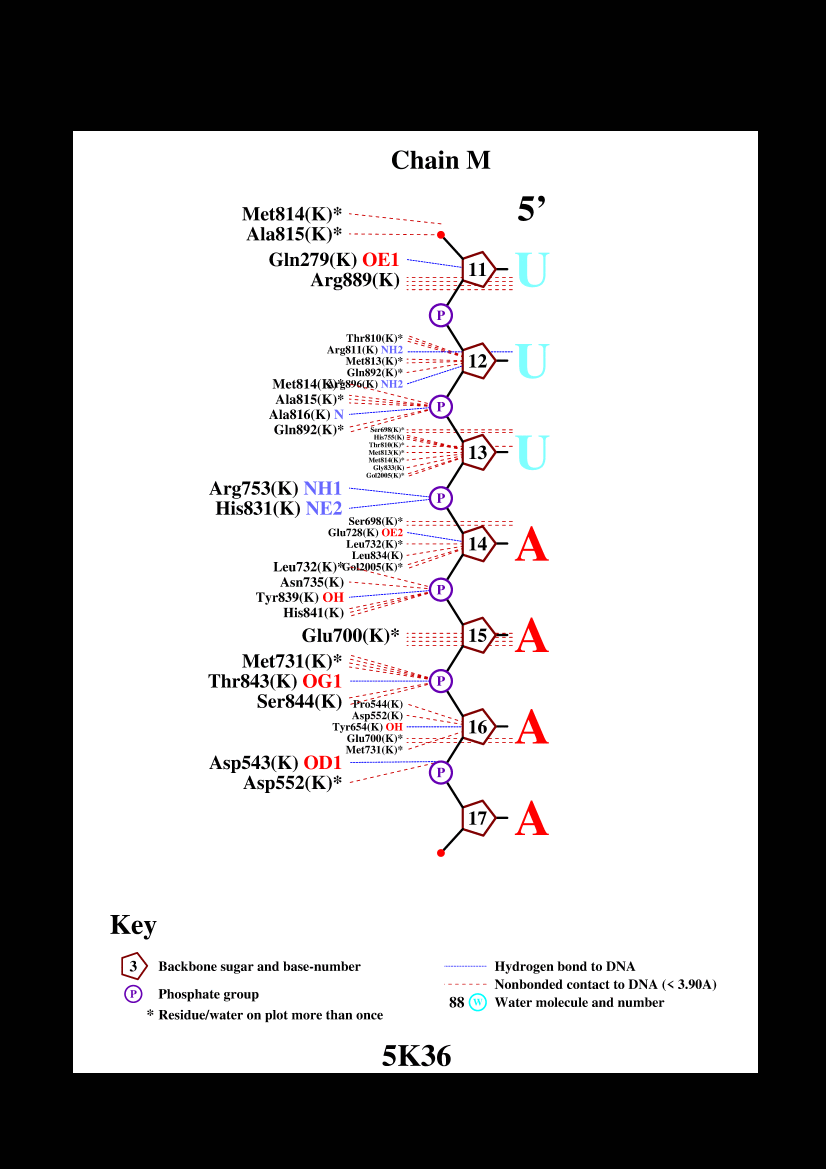 Chain M
5’
Met814(K)*
Ala815(K)*
Gln279(K) OE1
11 U
Arg889(K)
P
Thr810(K)*
Arg811(K) NH2
Met813(K)*
12 U
Gln892(K)*
Arg896(K) NH2
Met814(K)*
Ala815(K)*
P
Ala816(K) N
Gln892(K)*
Ser698(K)*
His755(K)
Thr810(K)*
Met813(K)*
13 U
Met814(K)*
Gly833(K)
Gol2005(K)*
Arg753(K) NH1
P
His831(K) NE2
Ser698(K)*
Glu728(K) OE2
Leu732(K)*
14 A
Leu834(K)
Gol2005(K)*
Leu732(K)*
Asn735(K)
P
Tyr839(K) OH
His841(K)
Glu700(K)*
15 A
Met731(K)*
Thr843(K) OG1
P
Ser844(K)
Pro544(K)
Asp552(K)*
Tyr654(K) OH
16 A
Glu700(K)*
Met731(K)*
Asp543(K) OD1
P
Asp552(K)*
17 A
Key
3 Backbone sugar and base-number
P Phosphate group
* Residue/water on plot more than once
Hydrogen bond to DNA
Nonbonded contact to DNA (< 3.90A)
88 W Water molecule and number
5K36